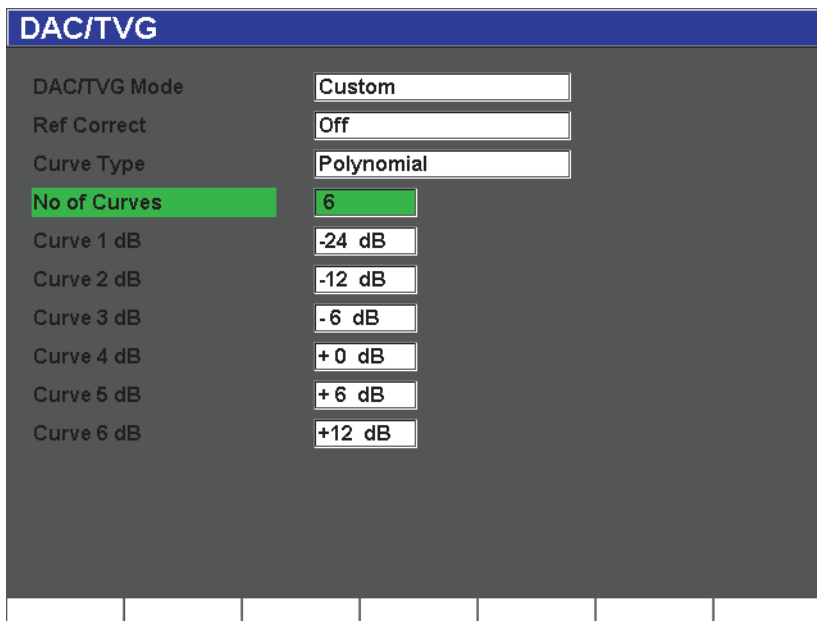 DAC/TVG
DAC/TVG Mode Custom
Ref Correct Off
Curve Type Polynomial
No of Curves 6
Curve 1 dB -24 dB
Curve 2 dB -12 dB
Curve 3 dB - 6 dB
Curve 4 dB + 0 dB
Curve 5 dB + 6 dB
Curve 6 dB +12 dB